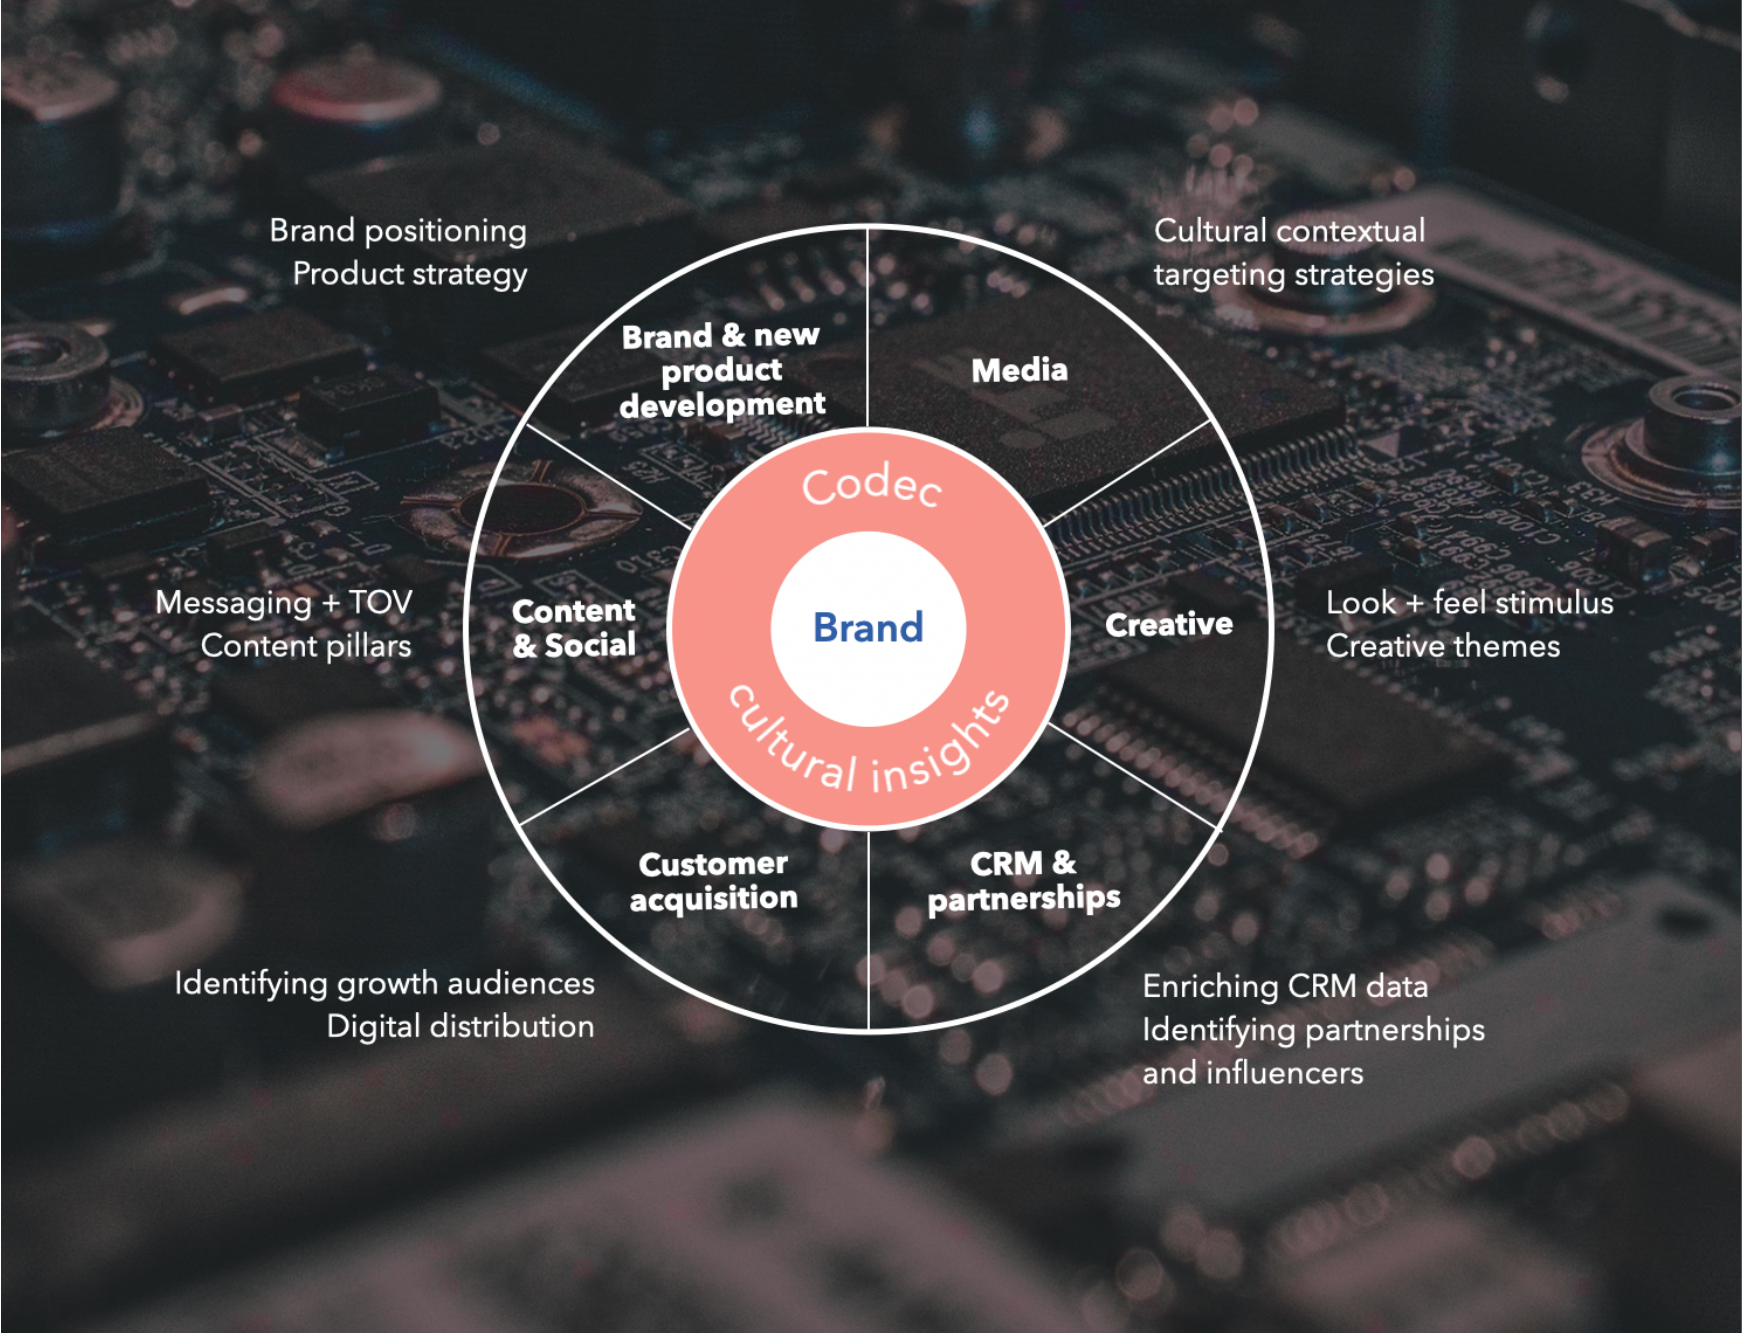 Brand positioning
Product strategy
Cultural contextual
targeting strategies
Brand & new
product
development
Media
Codec
Brand
cultural insights
Messaging + TOV
Content pillars
Content
& Social
Creative
Look + feel stimulus
Creative themes
Customer
acquisition
CRM &
partnerships
Identifying growth audiences
Digital distribution
Enriching CRM data
Identifying partnerships
and influencers